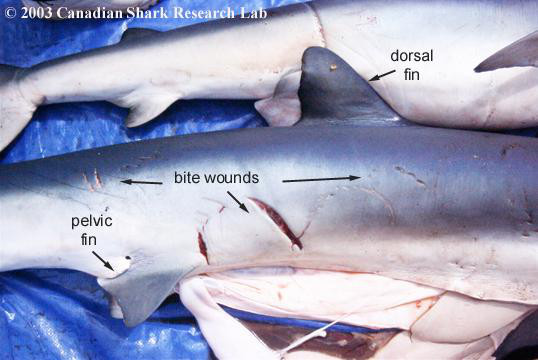 © 2003 Canadian Shark Research Lab
dorsal
fin
bite wounds
pelvic
fin